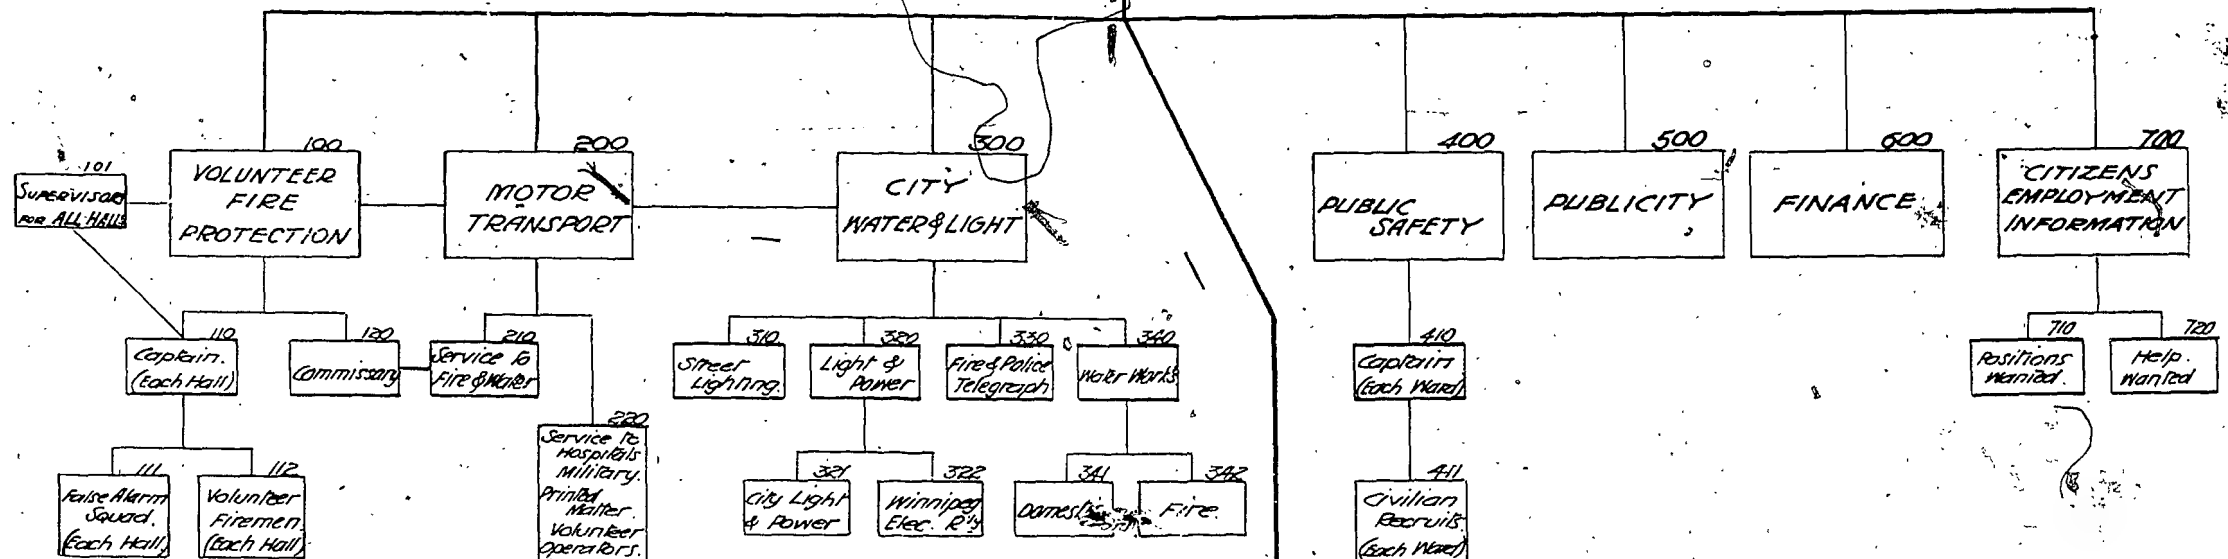 100
VOLUNTEER
FIRE
PROTECTION
101
SUPERVISOR
FOR ALL HALLS
110
Captain.
(Each Hall)
111
False Alarm
Squad.
(Each Hall)
112
Volunteer
Firemen
(Each Hall)
120
Commissary
200
MOTOR
TRANSPORT
210
Service to
Fire & Water
220
Service to
Hospitals
Military.
Printed
Matter.
Volunteer
Operators.
300
CITY
WATER & LIGHT
310
Street
Lighting.
320
Light &
Power
321
City Light
& Power
322
Winnipeg
Elec. R'y
330
Fire & Police
Telegraph
340
Water Works
341
342
Fire.
400
PUBLIC
SAFETY
410
Captain
(Each Ward)
411
Civilian
Recruits
(Each Ward)
500
PUBLICITY
600
FINANCE
700
CITIZENS
EMPLOYMENT
INFORMATION
710
Positions
Wanted.
720
Help.
Wanted